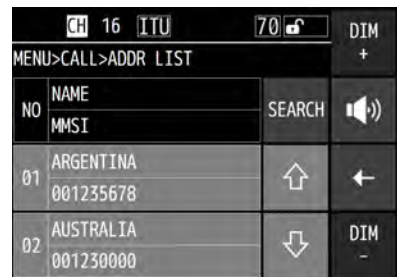 CH 16 ITU 70 DIM
+
MENU>CALL>ADDR LIST
NO NAME SEARCH
MMSI
01 ARGENTINA
001235678
02 AUSTRALIA DIM
001230000 -